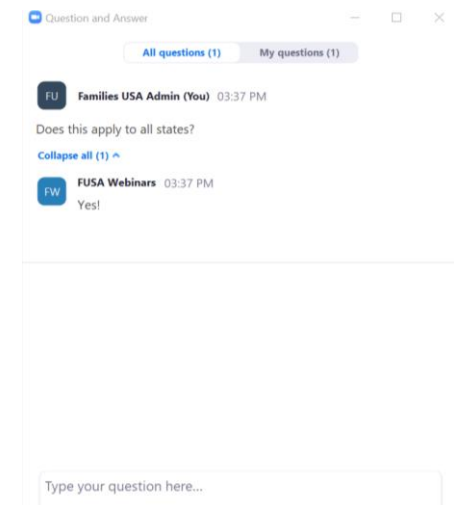 Question and Answer
All questions (1) My questions (1)
FU Families USA Admin (You) 03:37 PM
Does this apply to all states?
Collapse all (1)
FW FUSA Webinars 03:37 PM
Yes!
Type your question here...